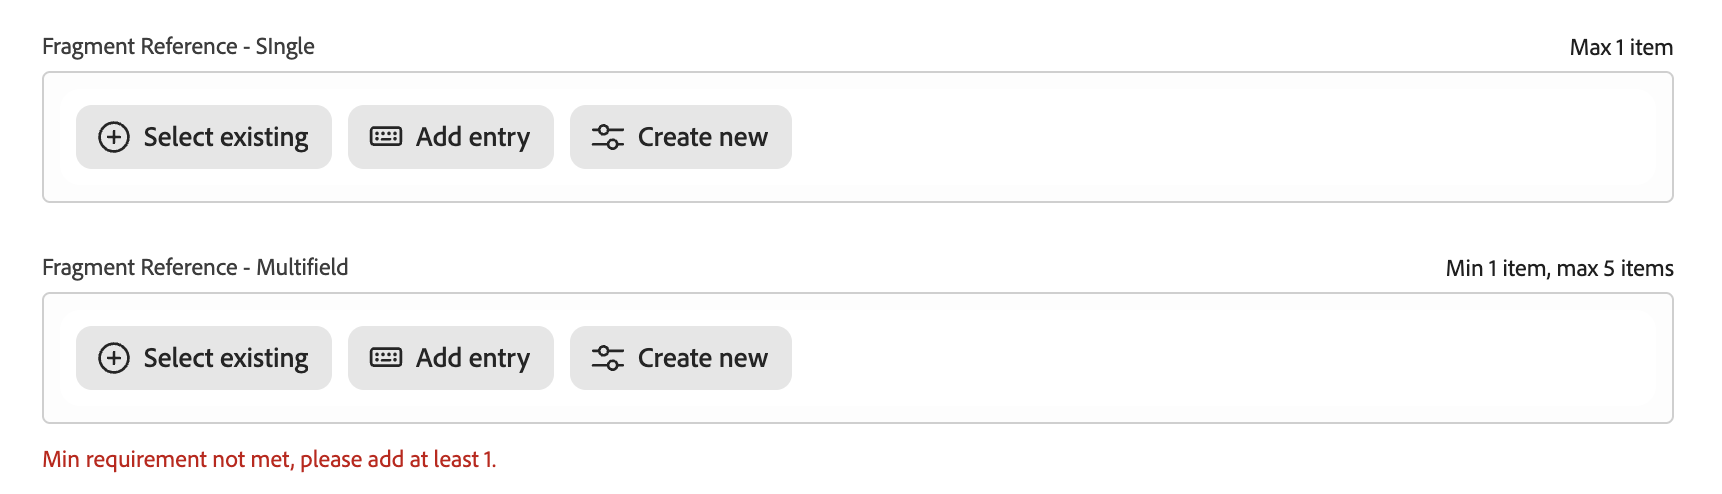 Fragment Reference - SIngle
Max 1 item
Select existing
Add entry
Create new
Fragment Reference - Multifield
Min 1 item, max 5 items
Select existing
Add entry
Create new
Min requirement not met, please add at least 1.